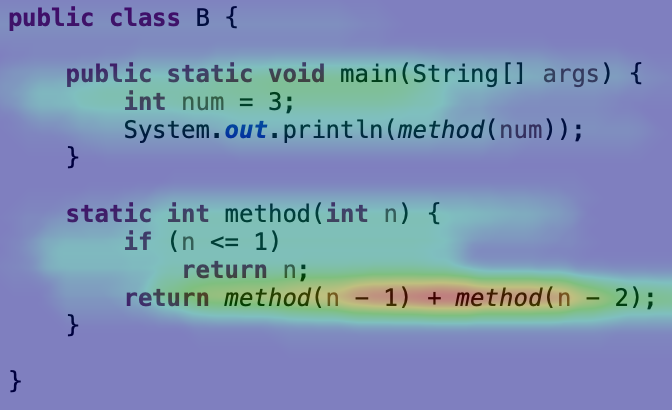 public class B {
public static void main(String[] args) {
int num = 3;
System.out.println(method(num));
}
static int method(int n) {
if (n <= 1)
return n;
return method(n - 1) + method(n - 2);
}
}